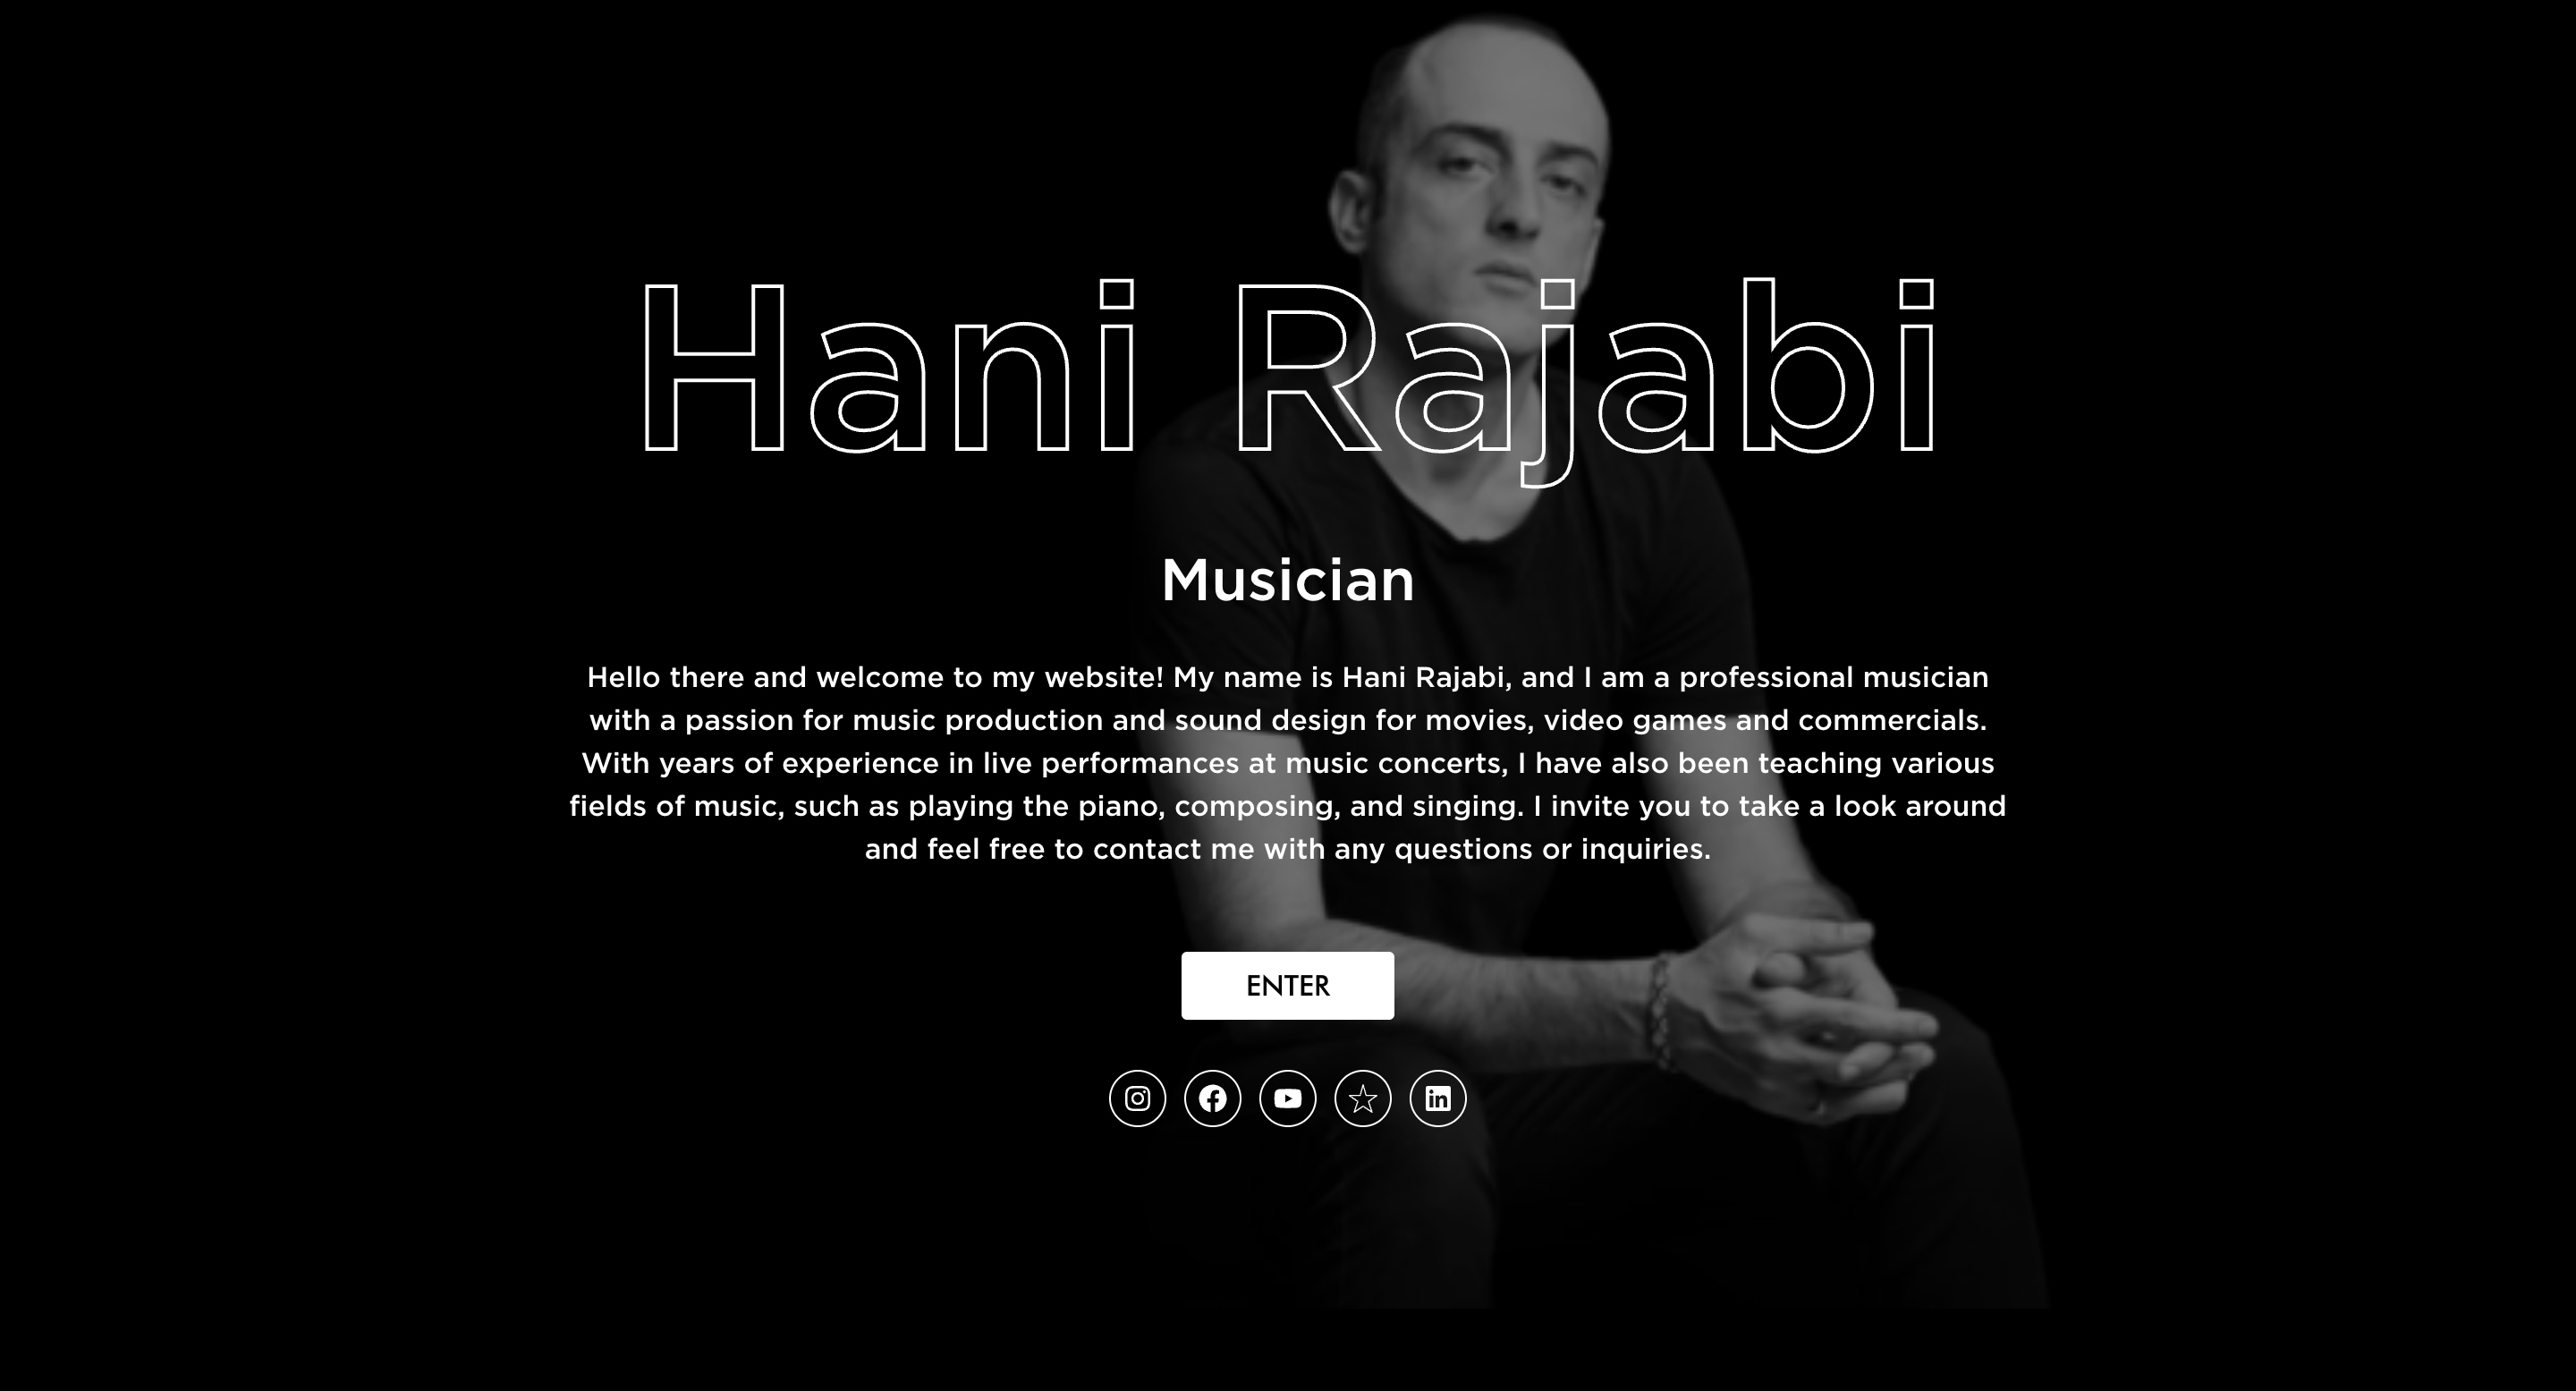 Hani Rajabi
Musician
Hello there and welcome to my website! My name is Hani Rajabi, and I am a professional musician
with a passion for music production and sound design for movies, video games and commercials.
With years of experience in live performances at music concerts, I have also been teaching various
fields of music, such as playing the piano, composing, and singing. I invite you to take a look around
and feel free to contact me with any questions or inquiries.
ENTER